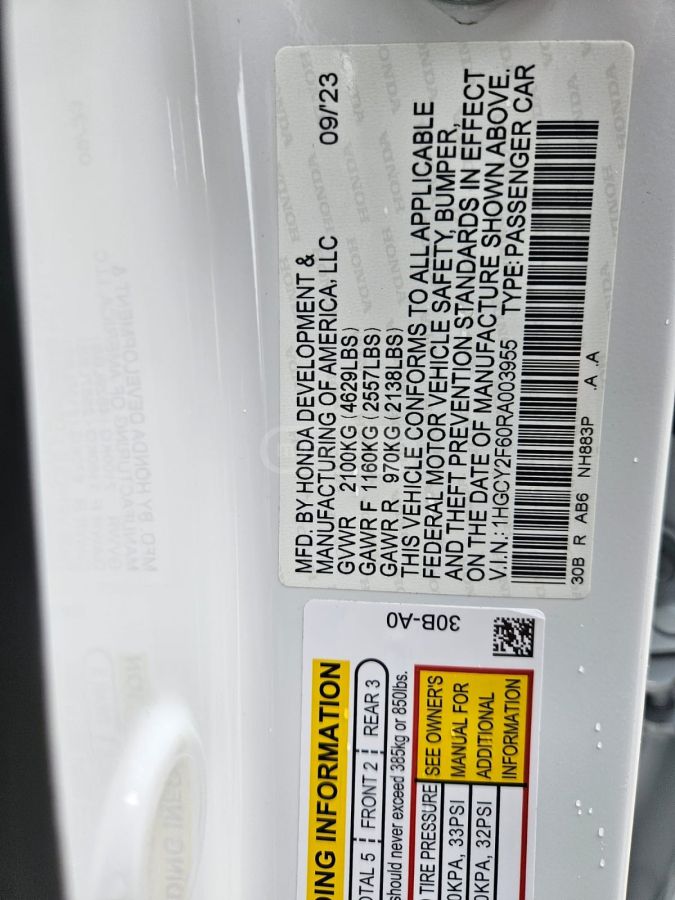 MFD. BY HONDA DEVELOPMENT &
MANUFACTURING OF AMERICA, LLC 09/'23
GVWR 2100KG (4629LBS)
GAWR F 1160KG (2557LBS)
GAWR R 970KG (2138LBS)
THIS VEHICLE CONFORMS TO ALL APPLICABLE
FEDERAL MOTOR VEHICLE SAFETY, BUMPER,
AND THEFT PREVENTION STANDARDS IN EFFECT
ON THE DATE OF MANUFACTURE SHOWN ABOVE.
V.I.N.: 1HGCY2F60RA003955 TYPE: PASSENGER CAR
30B R AB6 NH883P .A .A
30B-A0
INFORMATION
5 FRONT 2 REAR 3
should never exceed 385kg or 850lbs.
TIRE PRESSURE
33PSI
32PSI
SEE OWNER'S
MANUAL FOR
ADDITIONAL
INFORMATION